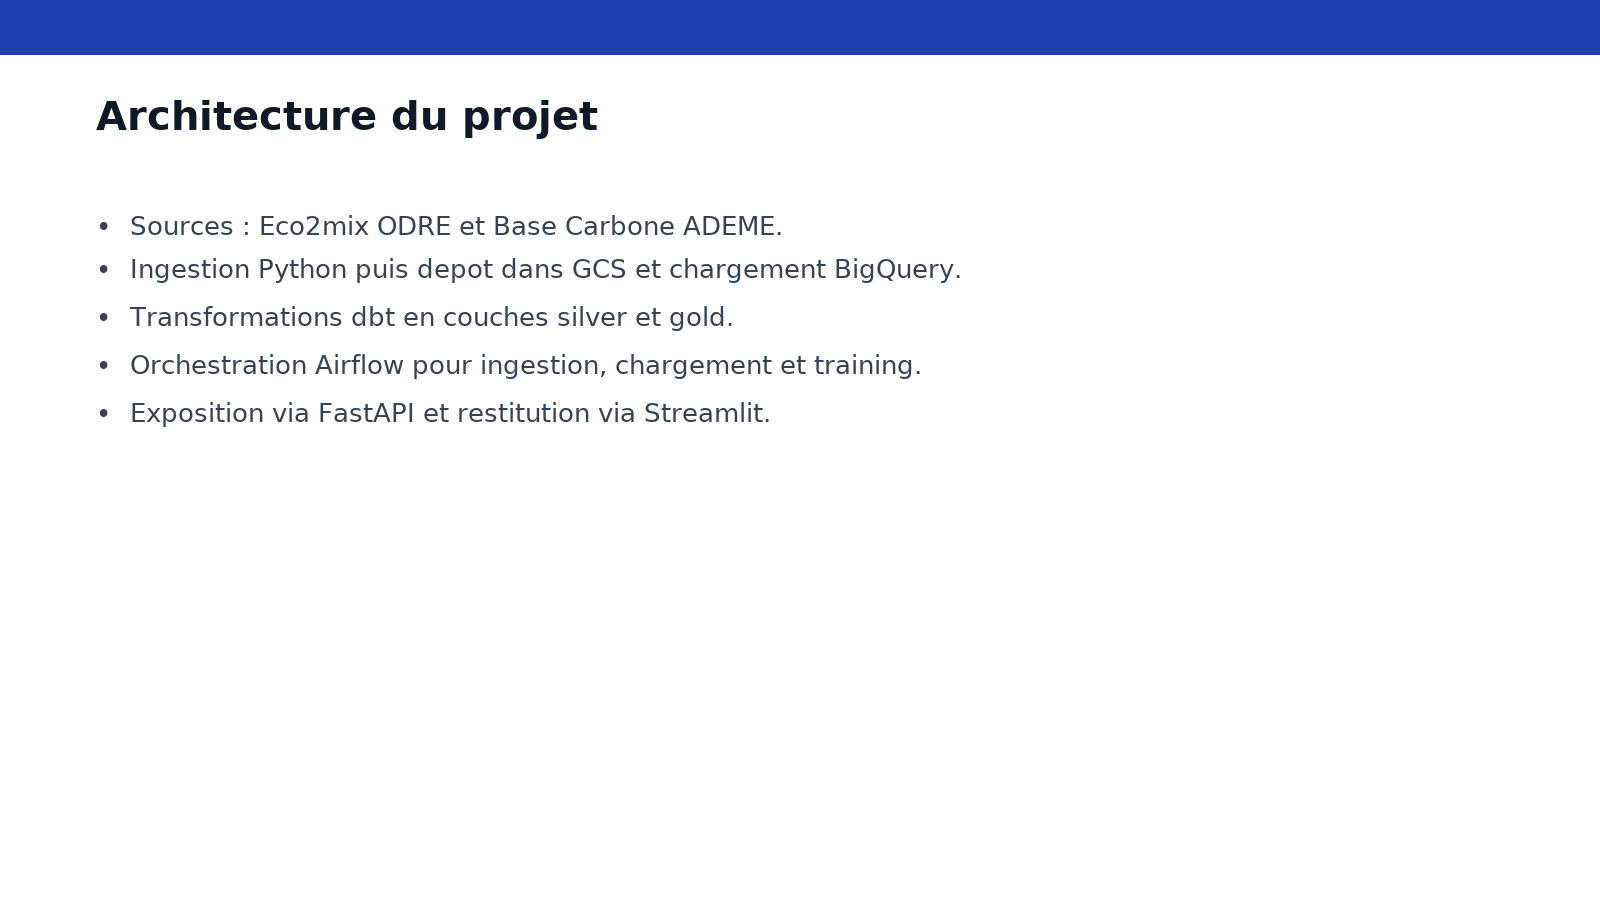 Architecture du projet
• Sources : Eco2mix ODRE et Base Carbone ADEME.
• Ingestion Python puis depot dans GCS et chargement BigQuery.
• Transformations dbt en couches silver et gold.
• Orchestration Airflow pour ingestion, chargement et training.
• Exposition via FastAPI et restitution via Streamlit.